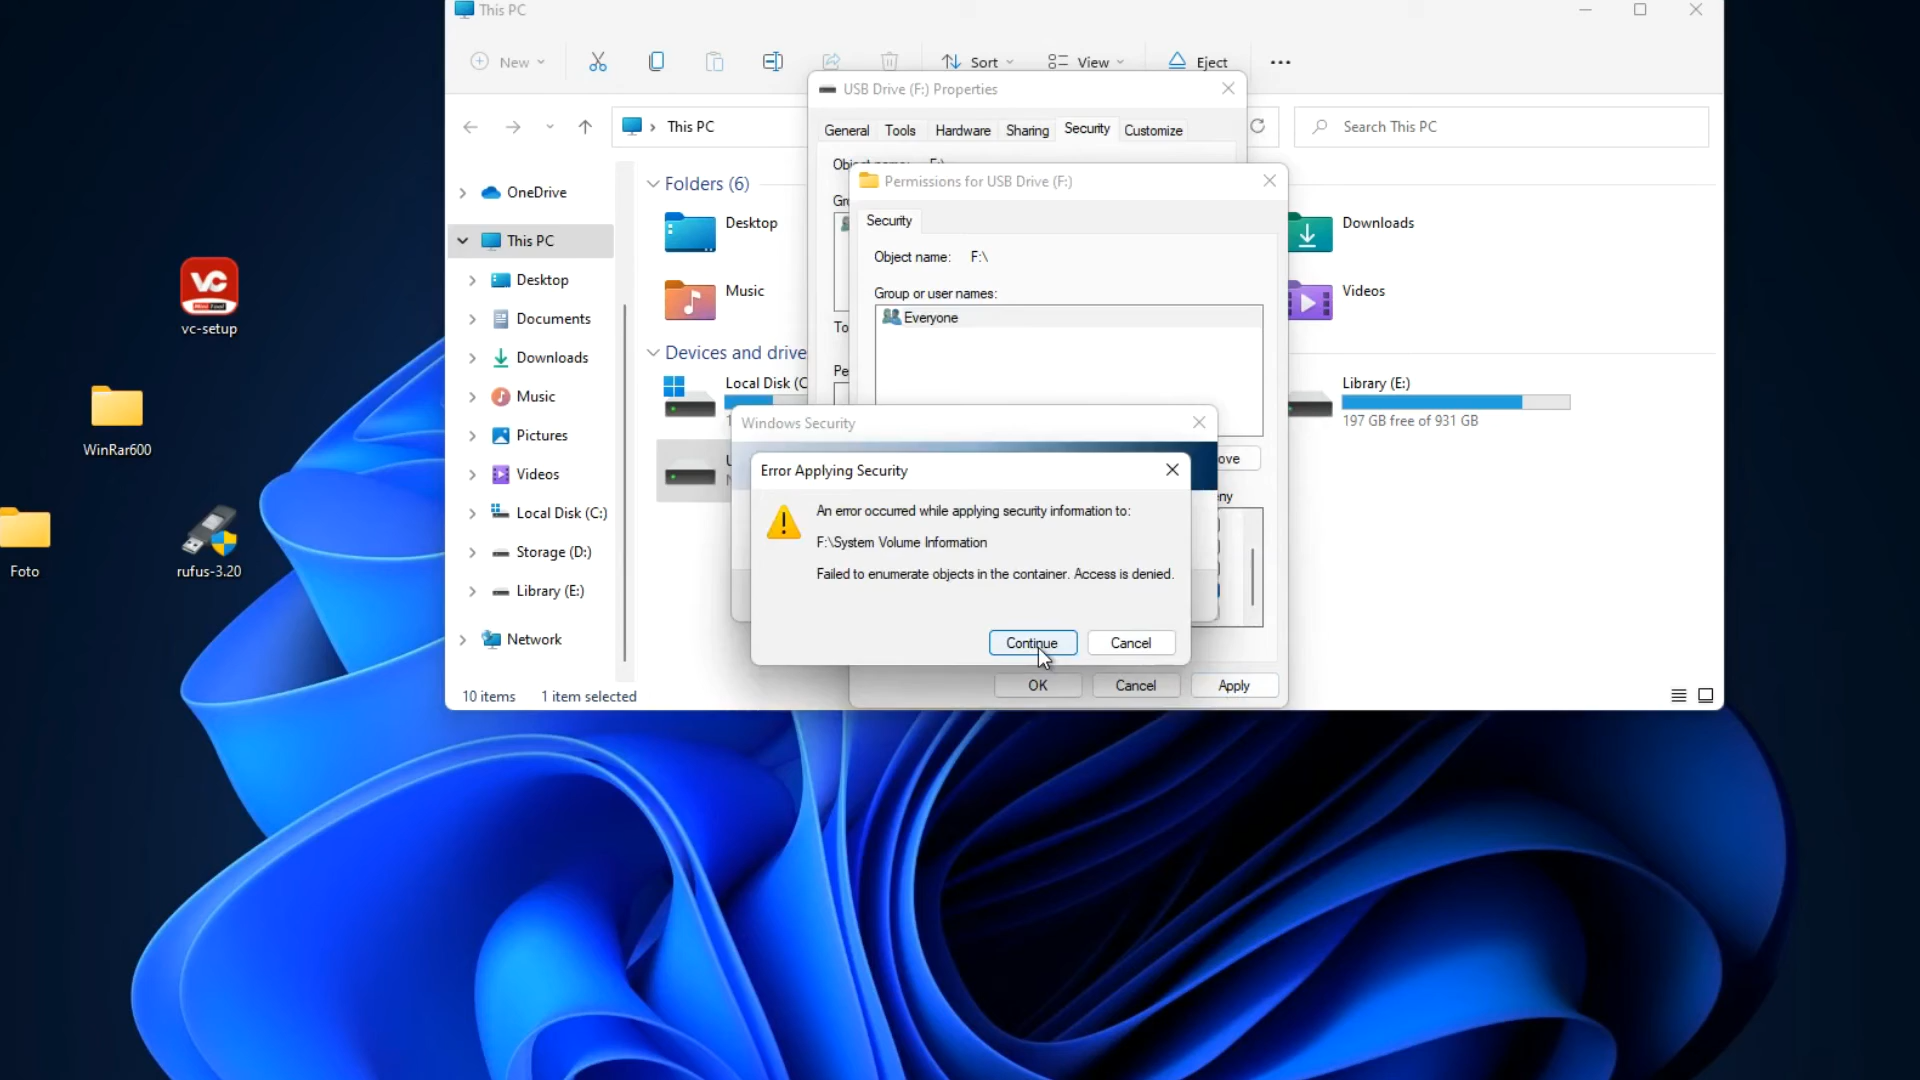 This PC
New
Sort
View
Eject
USB Drive (F:) Properties
This PC
Search This PC
General
Tools
Hardware
Sharing
Security
Customize
Permissions for USB Drive (F:)
Security
Object name: F:\
Group or user names:
Everyone
OneDrive
This PC
Desktop
Documents
Downloads
Music
Pictures
Videos
Local Disk (C:)
Storage (D:)
Library (E:)
Network
Folders (6)
Desktop
Music
Downloads
Videos
Devices and drive
Local Disk (C
Library (E:)
197 GB free of 931 GB
Windows Security
Error Applying Security
An error occurred while applying security information to:
F:\System Volume Information
Failed to enumerate objects in the container. Access is denied.
Continue
Cancel
OK
Cancel
Apply
10 items
1 item selected
VC
vc-setup
WinRar600
Foto
rufus-3.20